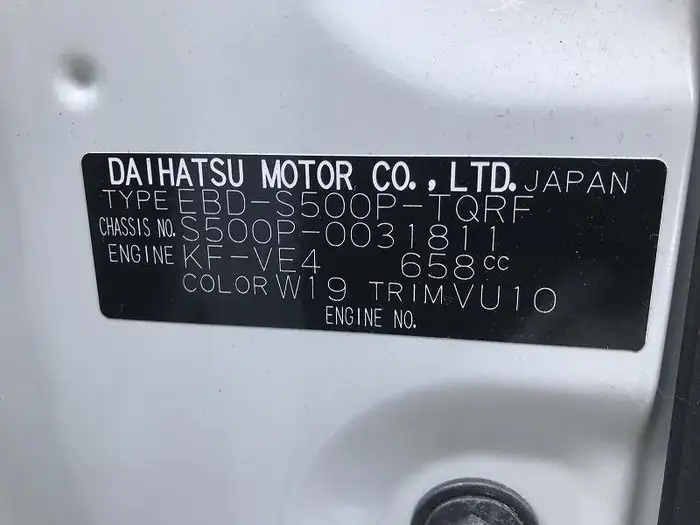 DAIHATSU MOTOR CO., LTD. JAPAN
TYPE EBD-S500P-TQRF
CHASSIS NO. S500P-0031811
ENGINE KF-VE4 658cc
COLOR W19 TRIM VU10
ENGINE NO.